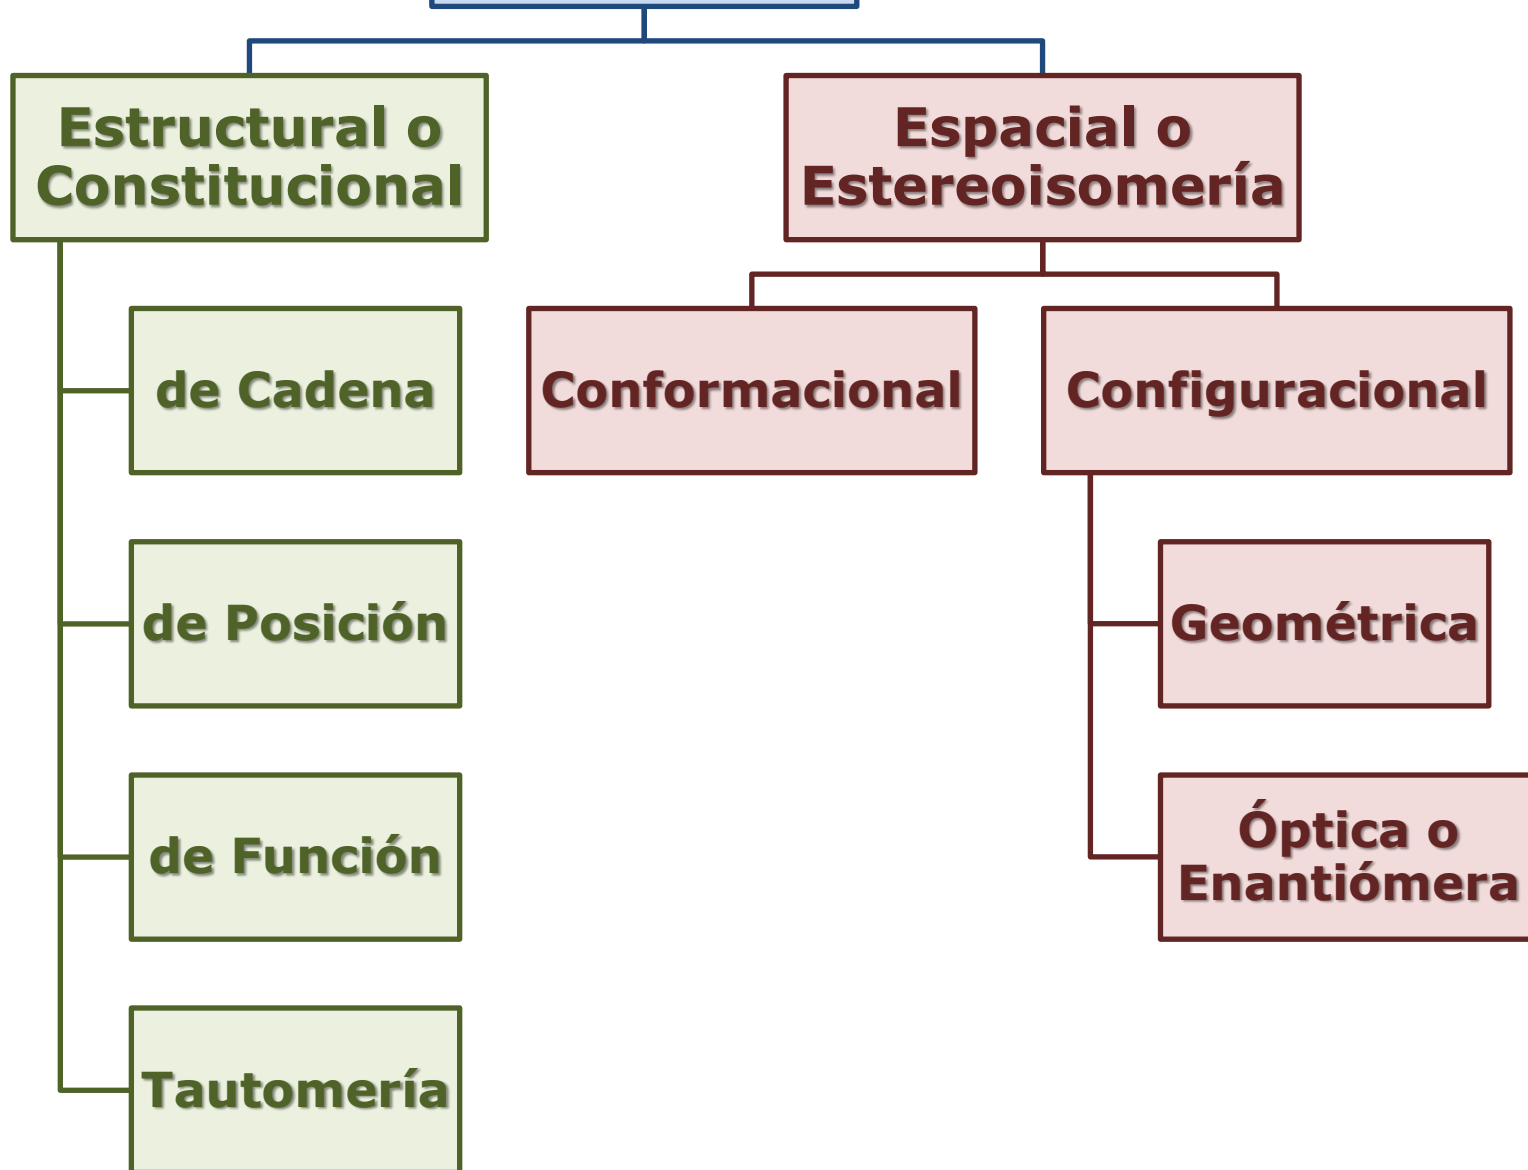 Estructural o
Constitucional
Espacial o
Estereoisomería
de Cadena
Conformacional
Configuracional
de Posición
Geométrica
de Función
Óptica o
Enantiómera
Tautomería